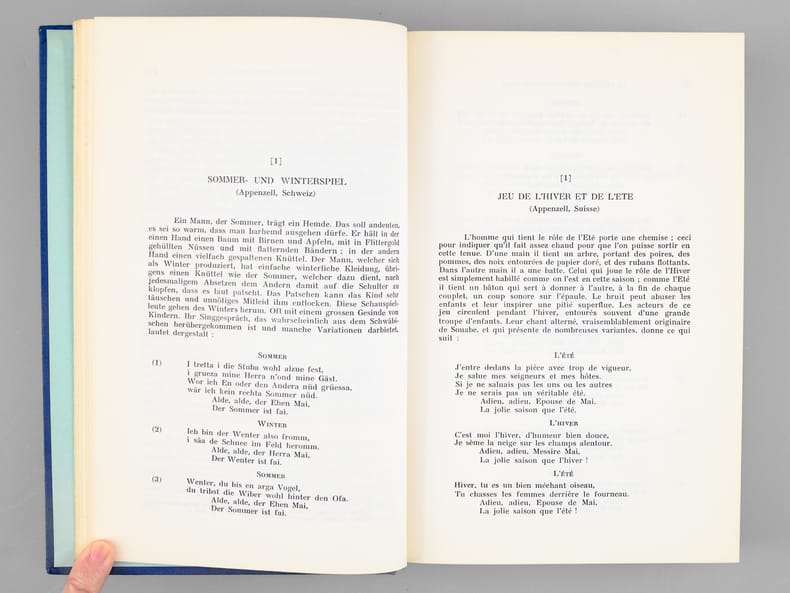 [1]
SOMMER- UND WINTERSPIEL
(Appenzell, Schweiz)
Ein Mann, der Sommer, trägt ein Hemde. Das soll andeuten,
es sei so warm, dass man barhemd ausgehen dürfe. Er hält in der
einen Hand einen Baum mit Birnen und Äpfeln, mit in Flittergold
gehüllten Nüssen und mit flatternden Bändern ; in der andern
Hand einen vielfach gespaltenen Knüttel. Der Mann, welcher sich
als Winter produziert, hat einfache winterliche Kleidung, übri-
gens einen Knüttel wie der Sommer, welcher dazu dient, nach
jedesmaligem Absetzen dem Andern damit auf die Schulter zu
klopfen, dass es laut patscht. Das Patschen kann das Kind sehr
täuschen und unnötiges Mitleid ihm entlocken. Diese Schauspiel-
leute gehen des Winters herum. Oft mit einem grossen Gesinde von
Kindern. Ihr Singgespräch, das wahrscheinlich aus dem Schwäbi-
schen herübergekommen ist und manche Variationen darbietet,
lautet dergestalt :
SOMMER
(1) I tretta i die Stuba wohl alzue fest,
i grueza mine Herra n'ond mine Gäst.
Wor ich En oder den Andera nüd grüessa,
wär ich kein rechta Sommer nüd.
Alde, alde, der Ehen Mai,
Der Sommer ist fai.
WINTER
(2) Ich bin der Wenter also fromm,
i säa de Schnee im Feld heromm.
Alde, alde, der Herra Mai,
Der Wenter ist fai.
SOMMER
(3) Wenter, du bis en arga Vogel,
du tribst die Wiber wohl hinter den Ofa.
Alde, alde, der Ehen Mai,
Der Sommer ist fai.
[1]
JEU DE L'HIVER ET DE L'ETE
(Appenzell, Suisse)
L'homme qui tient le rôle de l'Eté porte une chemise ; ceci
pour indiquer qu'il fait assez chaud pour que l'on puisse sortir en
cette tenue. D'une main il tient un arbre, portant des poires, des
pommes, des noix entourées de papier doré, et des rubans flottants.
Dans l'autre main il a une batte. Celui qui joue le rôle de l'Hiver
est simplement habillé comme on l'est en cette saison ; comme l'Eté
il tient un bâton qui sert à donner à l'autre, à la fin de chaque
couplet, un coup sonore sur l'épaule. Le bruit peut abuser les
enfants et leur inspirer une pitié superflue. Les acteurs de ce
jeu circulent pendant l'hiver, entourés souvent d'une grande
troupe d'enfants. Leur chant alterné, vraisemblablement originaire
de Souabe, et qui présente de nombreuses variantes, donne ce qui
suit :
L'ÉTÉ
J'entre dedans la pièce avec trop de vigueur,
Je salue mes seigneurs et mes hôtes.
Si je ne saluais pas les uns ou les autres
Je ne serais pas un véritable été.
Adieu, adieu, Epouse de Mai.
La jolie saison que l'été.
L'HIVER
C'est moi l'hiver, d'humeur bien douce,
Je sème la neige sur les champs alentour.
Adieu, adieu, Messire Mai,
La jolie saison que l'hiver !
L'ÉTÉ
Hiver, tu es un bien méchant oiseau,
Tu chasses les femmes derrière le fourneau.
Adieu, adieu, Epouse de Mai,
La jolie saison que l'été !